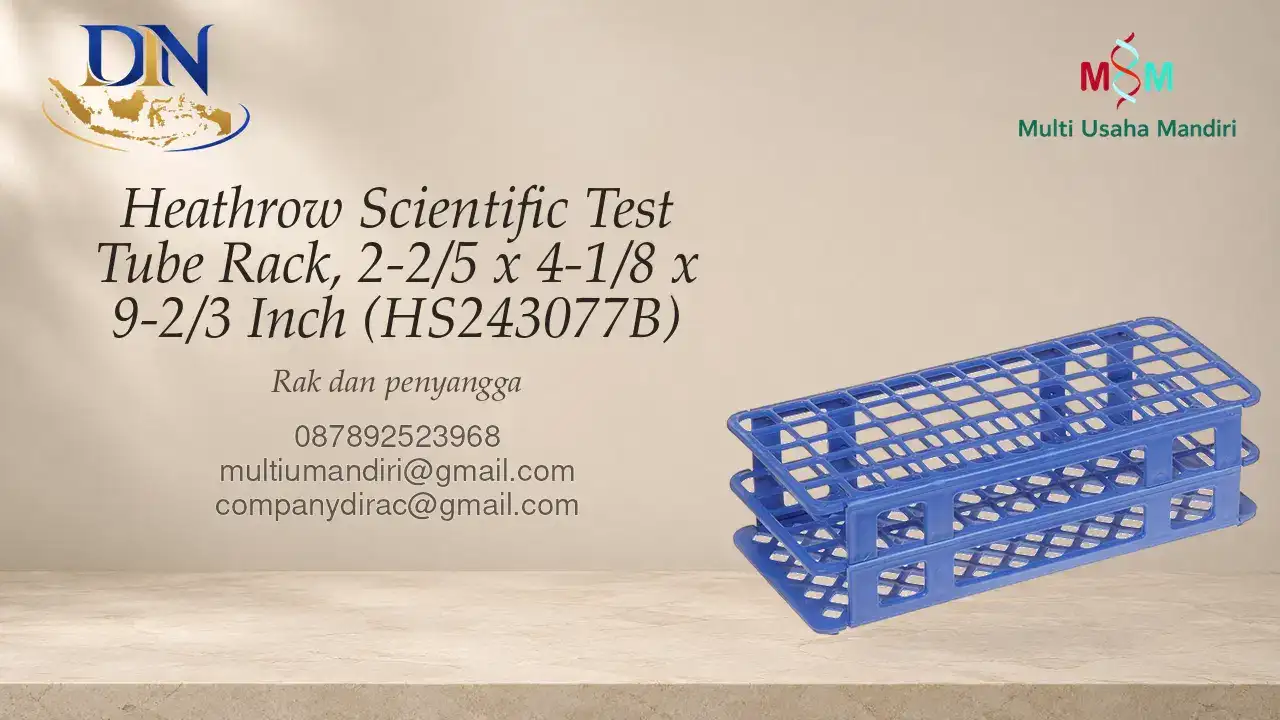 DIN
MSM
Multi Usaha Mandiri
Heathrow Scientific Test
Tube Rack, 2-2/5 x 4-1/8 x
9-2/3 Inch (HS243077B)
Rak dan penyangga
087892523968
multiumandiri@gmail.com
companydirac@gmail.com